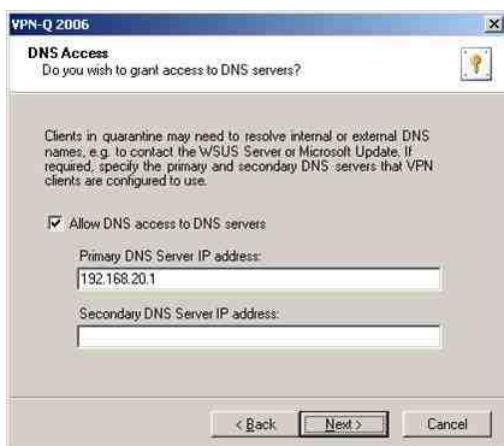 VPN-Q 2006
DNS Access
Do you wish to grant access to DNS servers?
Clients in quarantine may need to resolve internal or external DNS
names, e.g. to contact the WSUS Server or Microsoft Update. If
required, specify the primary and secondary DNS servers that VPN
clients are configured to use.
Allow DNS access to DNS servers
Primary DNS Server IP address:
192.168.20.1
Secondary DNS Server IP address:
< Back Next > Cancel